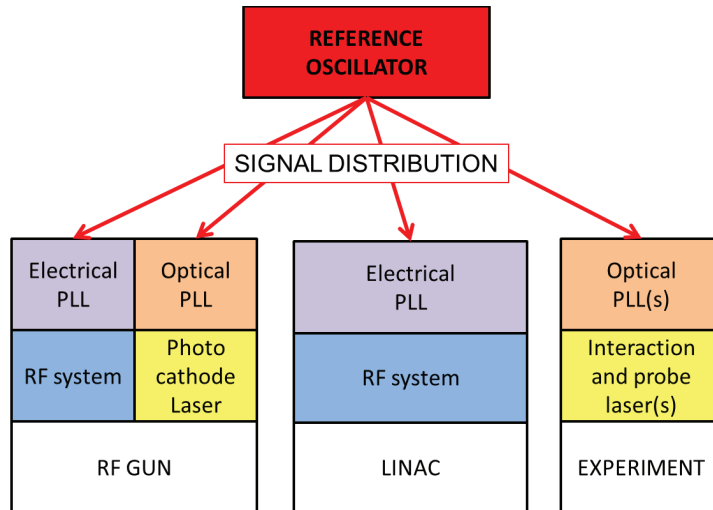 REFERENCE
OSCILLATOR
SIGNAL DISTRIBUTION
Electrical
PLL
Optical
PLL
Electrical
PLL
Optical
PLL(s)
RF system
Photo
cathode
Laser
RF system
Interaction
and probe
laser(s)
RF GUN
LINAC
EXPERIMENT